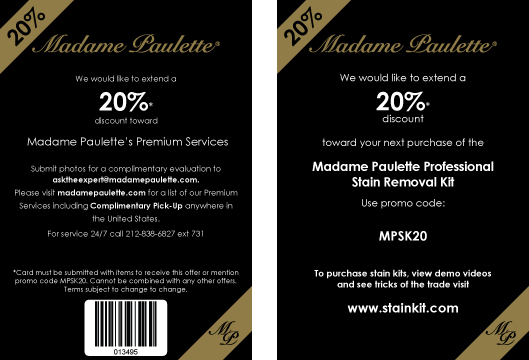 20%
Madame Paulette®
We would like to extend a
20%*
discount toward
Madame Paulette's Premium Services
Submit photos for a complimentary evaluation to
asktheexpert@madamepaulette.com.
Please visit madamepaulette.com for a list of our Premium
Services including Complimentary Pick-Up anywhere in
the United States.
For service 24/7 call 212-838-6827 ext 731
*Card must be submitted with items to receive this offer or mention
promo code MPSK20. Cannot be combined with any other offers.
Terms subject to change to change.
013495
MP
20%
Madame Paulette®
We would like to extend a
20%*
discount
toward your next purchase of the
Madame Paulette Professional
Stain Removal Kit
Use promo code:
MPSK20
To purchase stain kits, view demo videos
and see tricks of the trade visit
www.stainkit.com
MP